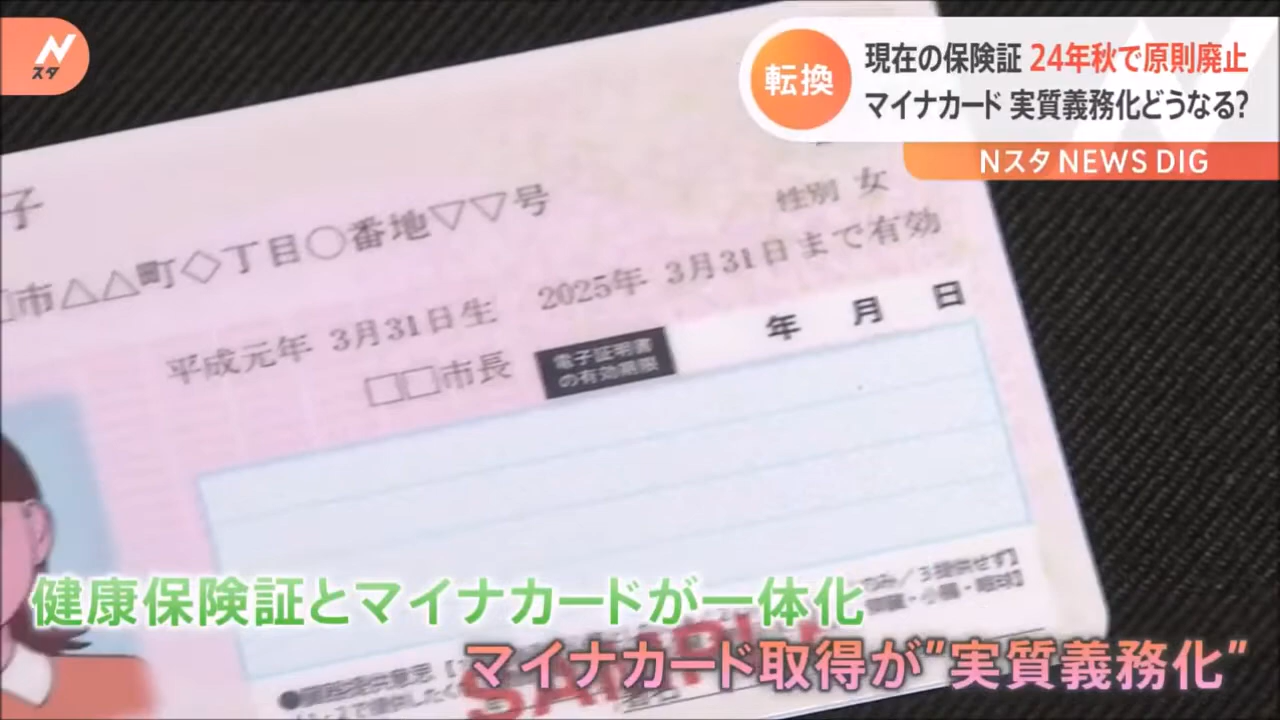 Nスタ
転換
現在の保険証 24年秋で原則廃止
マイナカード 実質義務化どうなる?
Nスタ NEWS DIG
子
性別 女
市△△町◇丁目○番地▽▽号
平成元年 3月31日生 2025年 3月31日まで有効
□□市長
電子証明書
の有効期限
年 月 日
健康保険証とマイナカードが一体化
マイナカード取得が"実質義務化"
/3提供せず】
SAMPLE